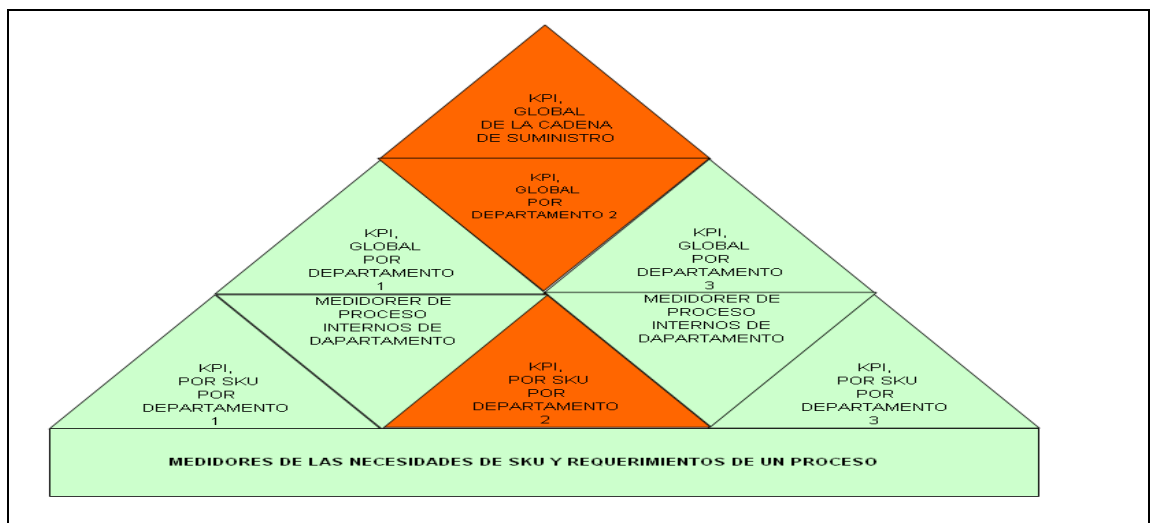 KPI,
GLOBAL
DE LA CADENA
DE SUMINISTRO
KPI,
GLOBAL
POR
DEPARTAMENTO 2
KPI,
GLOBAL
POR
DEPARTAMENTO
1
KPI,
GLOBAL
POR
DEPARTAMENTO
3
MEDIDORER DE
PROCESO
INTERNOS DE
DAPARTAMENTO
MEDIDORER DE
PROCESO
INTERNOS DE
DAPARTAMENTO
KPI,
POR SKU
POR
DEPARTAMENTO
1
KPI,
POR SKU
POR
DEPARTAMENTO
2
KPI,
POR SKU
POR
DEPARTAMENTO
3
MEDIDORES DE LAS NECESIDADES DE SKU Y REQUERIMIENTOS DE UN PROCESO